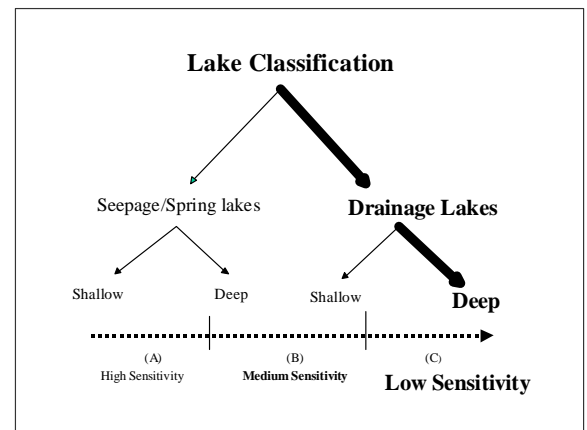 Lake Classification
Seepage/Spring lakes
Drainage Lakes
Shallow
Deep
Shallow
Deep
(A)
(B)
(C)
High Sensitivity
Medium Sensitivity
Low Sensitivity